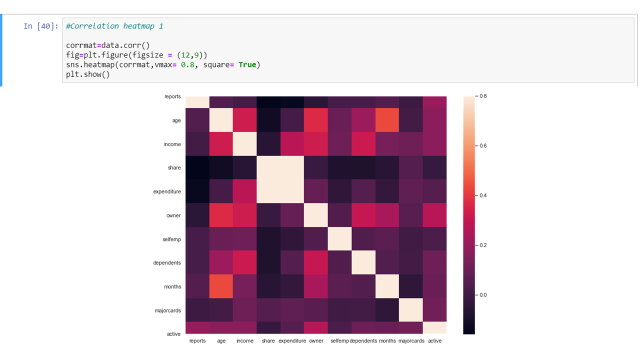 In [40]: #Correlation heatmap 1
corrmat=data.corr()
fig=plt.figure(figsize = (12,9))
sns.heatmap(corrmat,vmax= 0.8, square= True)
plt.show()
reports
age
income
share
expenditure
owner
selfemp
dependents
months
majorcards
active
reports age income share expenditure owner selfemp dependents months majorcards active
0.8
0.6
0.4
0.2
0.0